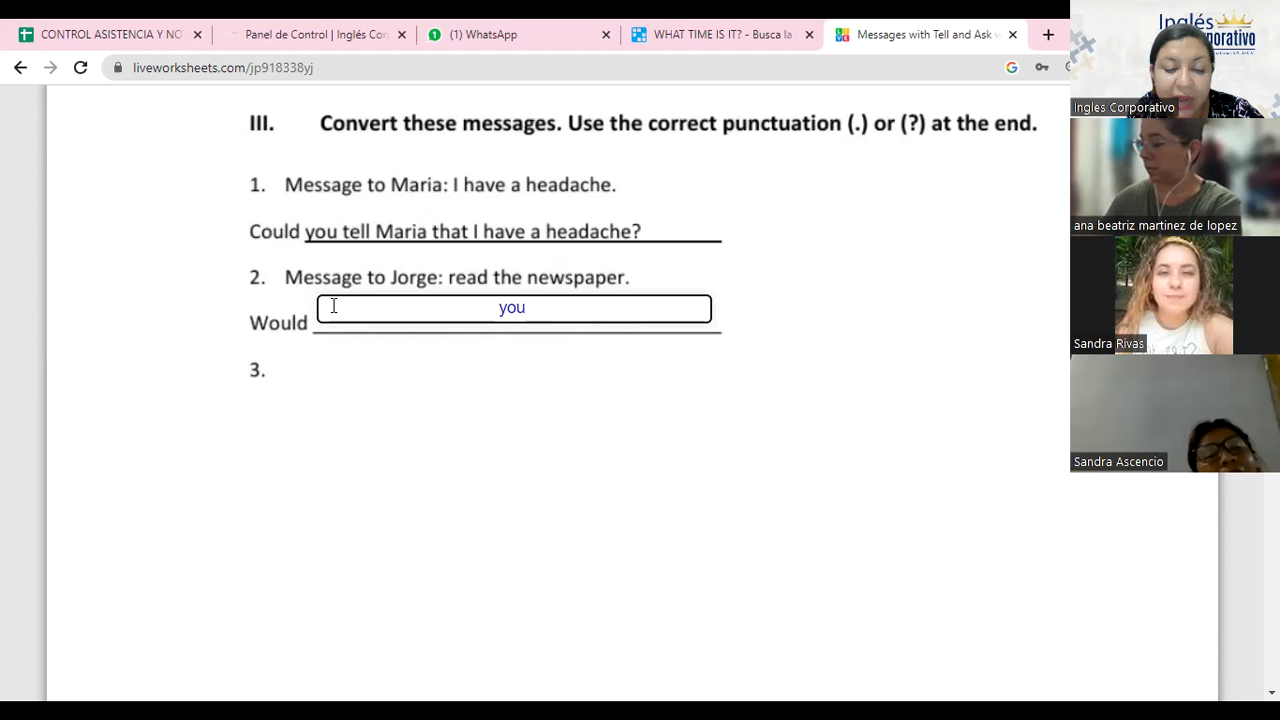 CONTROL ASISTENCIA Y NO
Panel de Control | Inglés Cor
(1) WhatsApp
WHAT TIME IS IT? - Busca in
Messages with Tell and Ask w
liveworksheets.com/jp918338yj
III. Convert these messages. Use the correct punctuation (.) or (?) at the end.
1. Message to Maria: I have a headache.
Could you tell Maria that I have a headache?
2. Message to Jorge: read the newspaper.
you
Would
3.
Inglés
Corporativo
Ingles Corporativo
ana beatriz martinez de lopez
Sandra Rivas
Sandra Ascencio